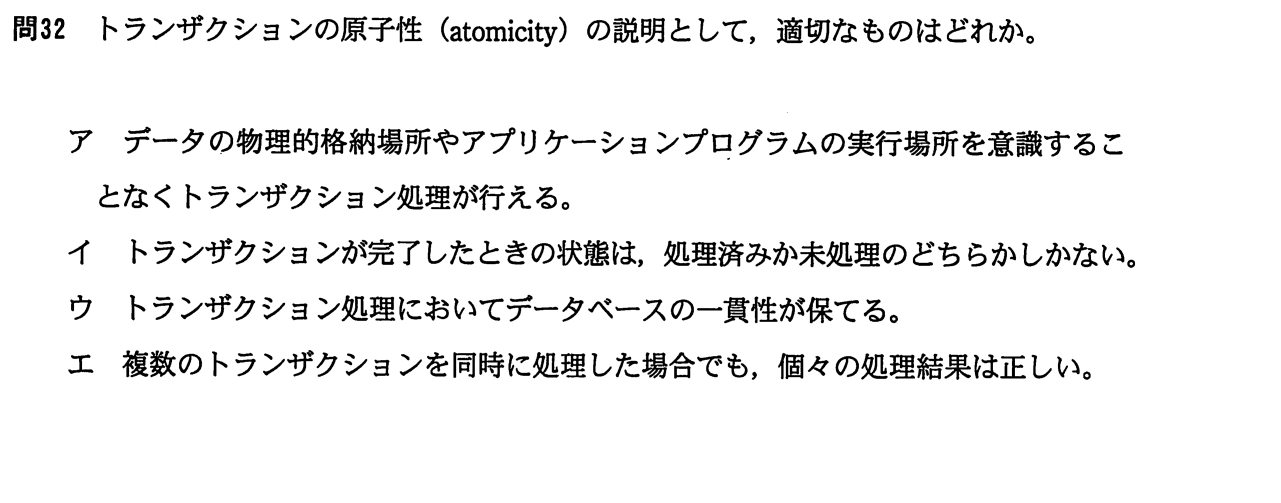 問32 トランザクションの原子性（atomicity）の説明として，適切なものはどれか。
ア データの物理的格納場所やアプリケーションプログラムの実行場所を意識するこ
となくトランザクション処理が行える。
イ トランザクションが完了したときの状態は，処理済みか未処理のどちらかしかない。
ウ トランザクション処理においてデータベースの一貫性が保てる。
エ 複数のトランザクションを同時に処理した場合でも，個々の処理結果は正しい。